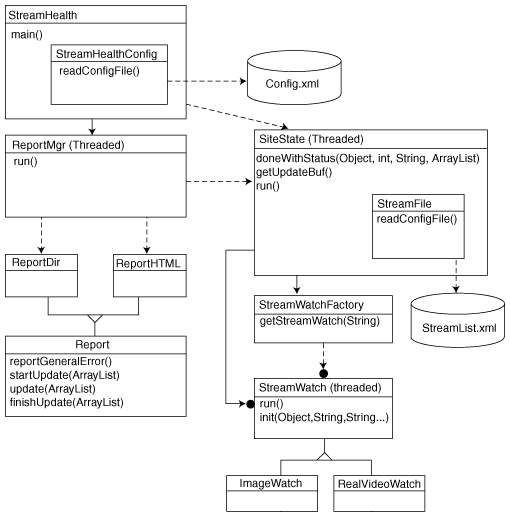 StreamHealth
main()
StreamHealthConfig
readConfigFile()
Config.xml
ReportMgr (Threaded)
run()
SiteState (Threaded)
doneWithStatus(Object, int, String, ArrayList)
getUpdateBuf()
run()
StreamFile
readConfigFile()
ReportDir
ReportHTML
StreamWatchFactory
getStreamWatch(String)
StreamList.xml
Report
reportGeneralError()
startUpdate(ArrayList)
update(ArrayList)
finishUpdate(ArrayList)
StreamWatch (threaded)
run()
init(Object,String,String...)
ImageWatch
RealVideoWatch